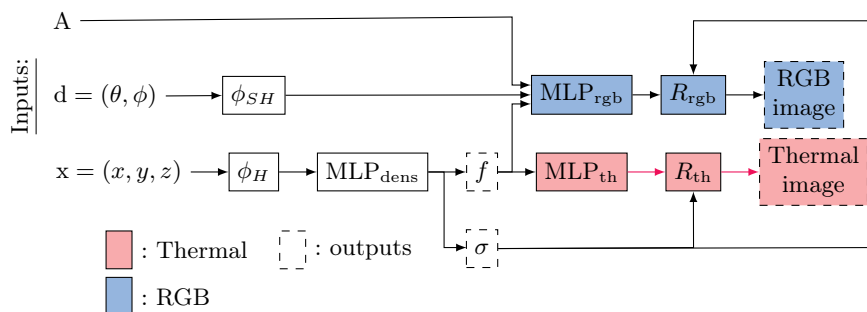 Inputs:
A
d = (θ, ϕ)
ϕ_SH
MLP_rgb
R_rgb
RGB
image
x = (x, y, z)
ϕ_H
MLP_dens
f
MLP_th
R_th
Thermal
image
σ
: Thermal
: outputs
: RGB